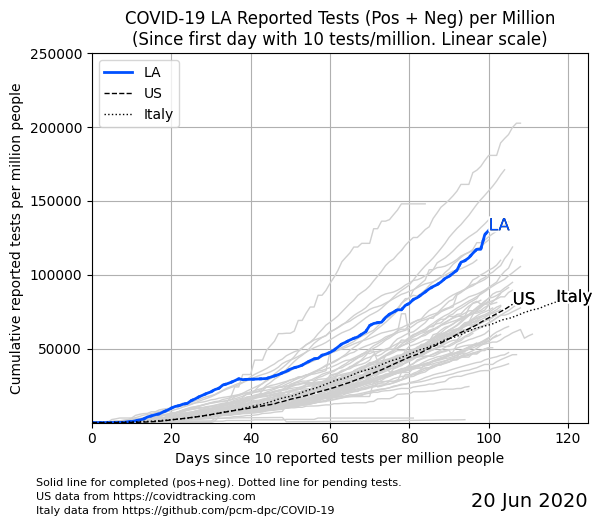 COVID-19 LA Reported Tests (Pos + Neg) per Million
(Since first day with 10 tests/million. Linear scale)
Cumulative reported tests per million people
250000
200000
150000
100000
50000
LA
US
Italy
LA
US
Italy
0
20
40
60
80
100
120
Days since 10 reported tests per million people
Solid line for completed (pos+neg). Dotted line for pending tests.
US data from https://covidtracking.com
Italy data from https://github.com/pcm-dpc/COVID-19
20 Jun 2020